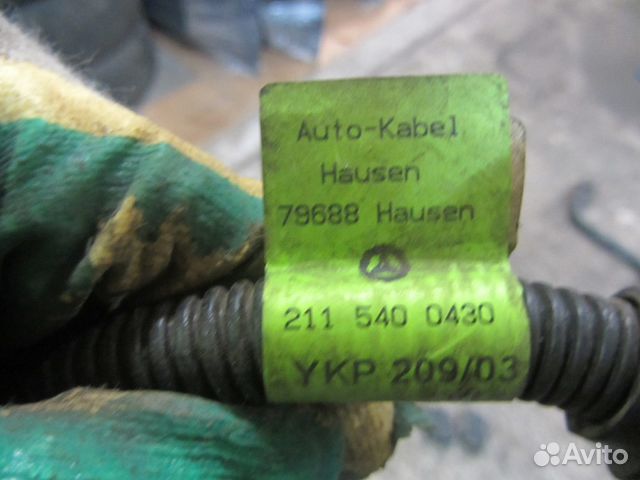 Auto-Kabel
Hausen
79688 Hausen
211 540 0430
YKP 209/03
Avito